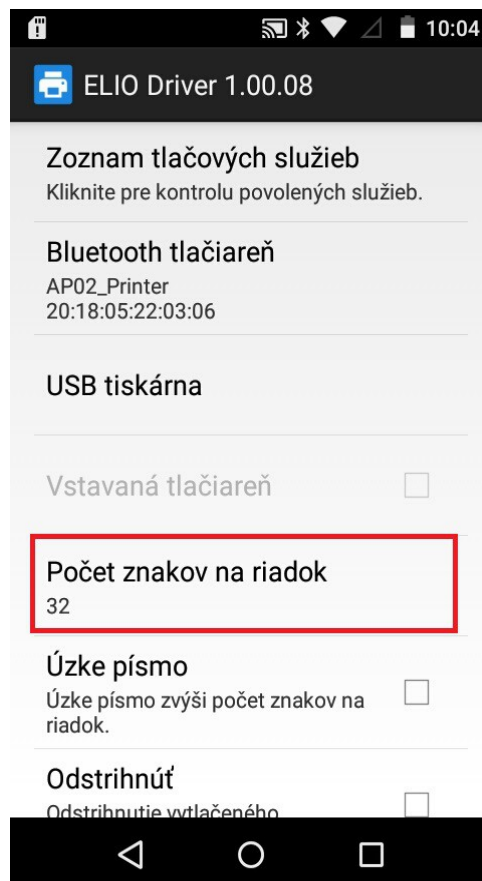 10:04
ELIO Driver 1.00.08
Zoznam tlačových služieb
Kliknite pre kontrolu povolených služieb.
Bluetooth tlačiareň
AP02_Printer
20:18:05:22:03:06
USB tiskárna
Vstavaná tlačiareň
Počet znakov na riadok
32
Úzke písmo
Úzke písmo zvýši počet znakov na
riadok.
Odstrihnúť
Odstrihnutie vytlačeného